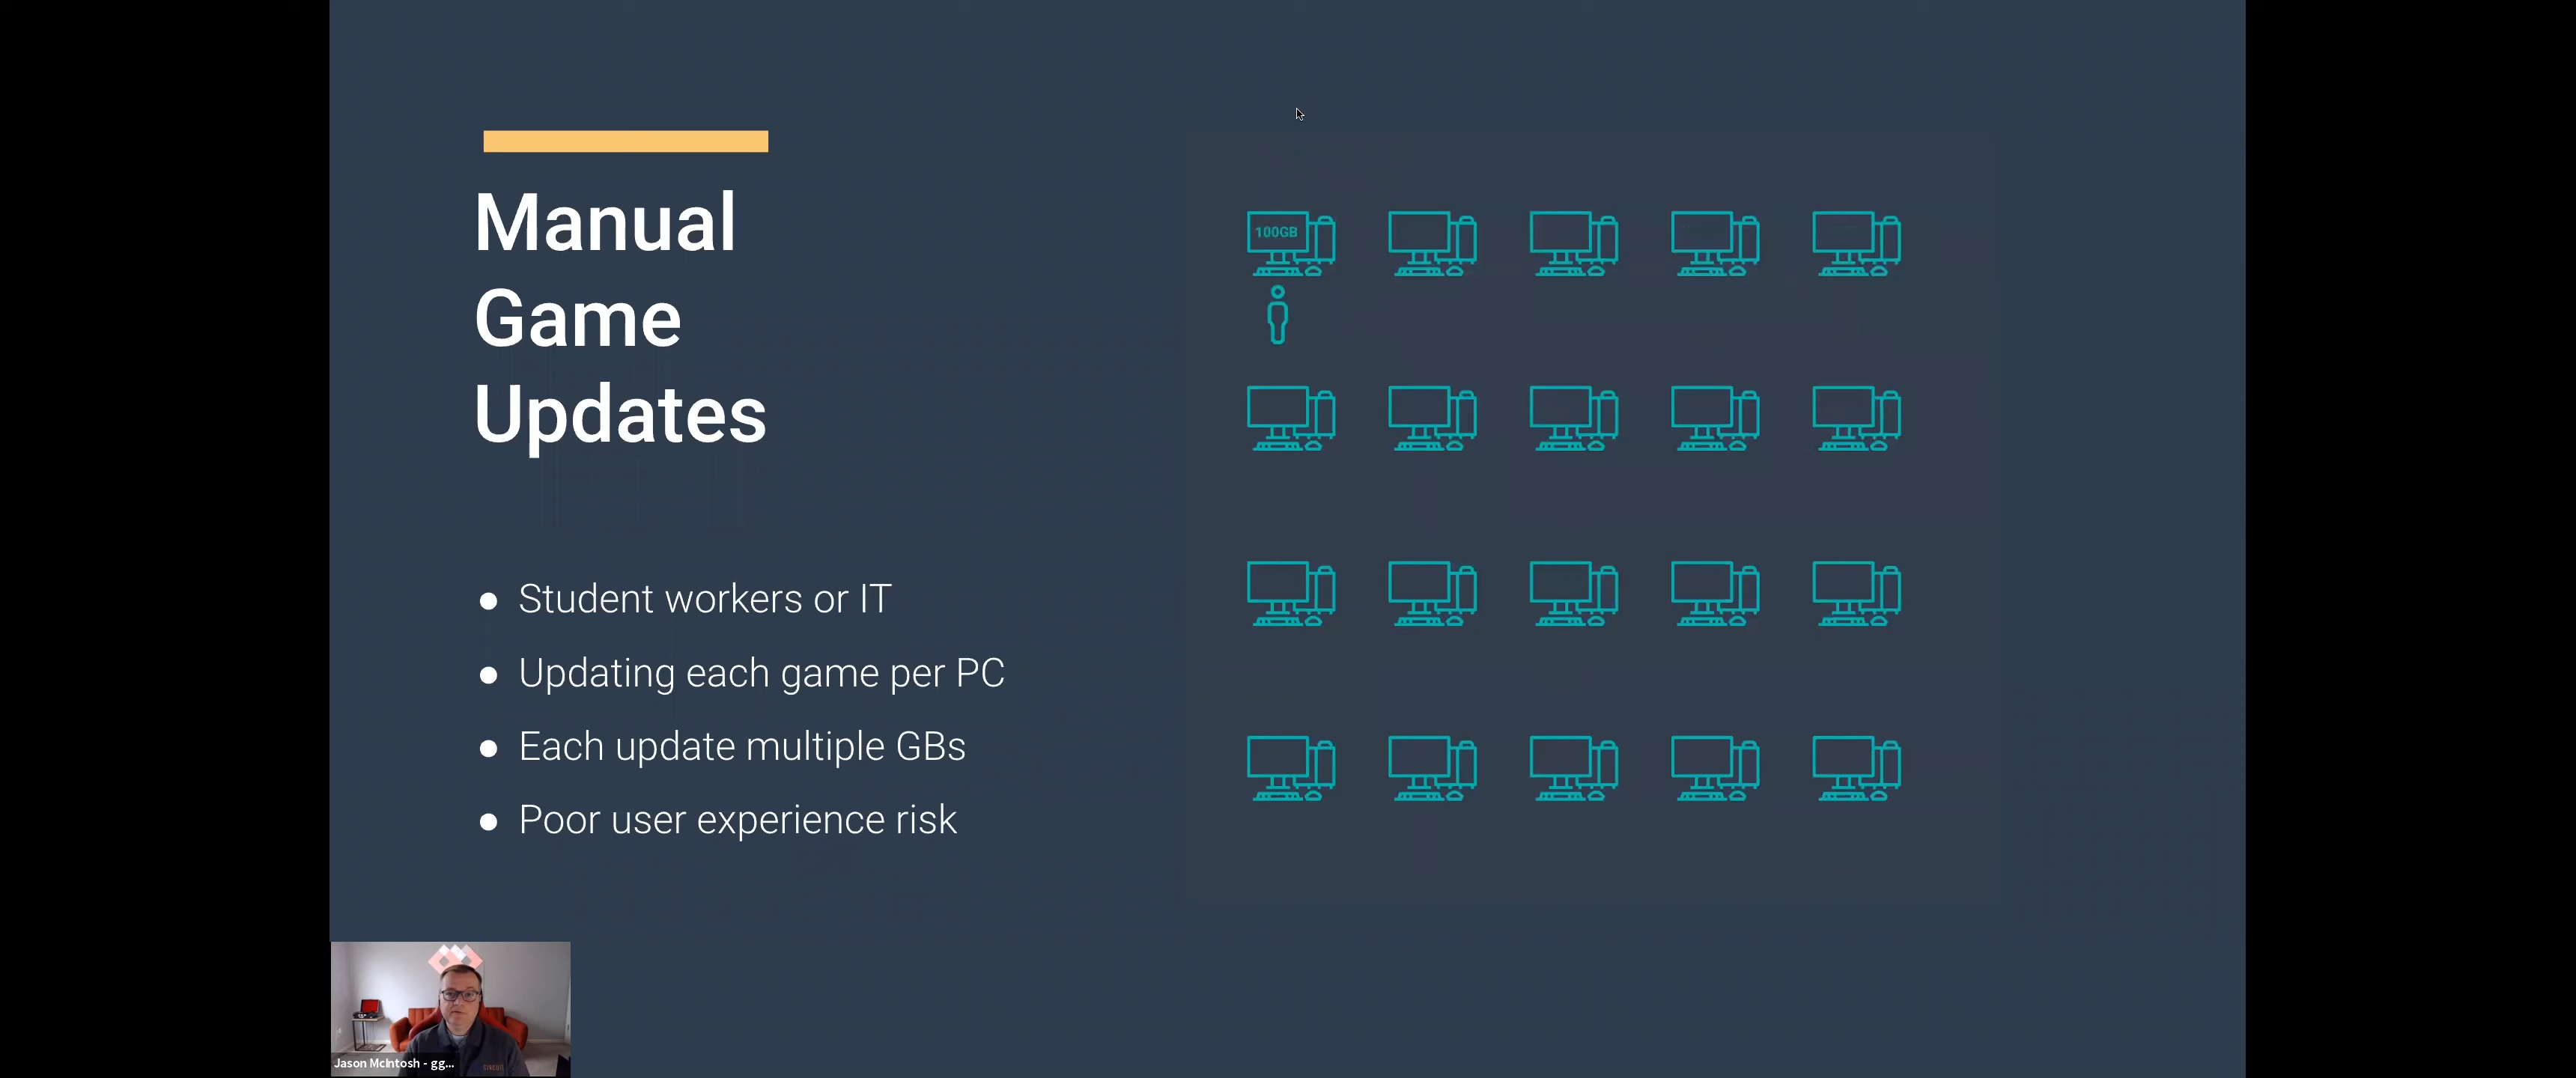 Manual
Game
Updates
● Student workers or IT
● Updating each game per PC
● Each update multiple GBs
● Poor user experience risk
100GB
Jason McIntosh - gg...